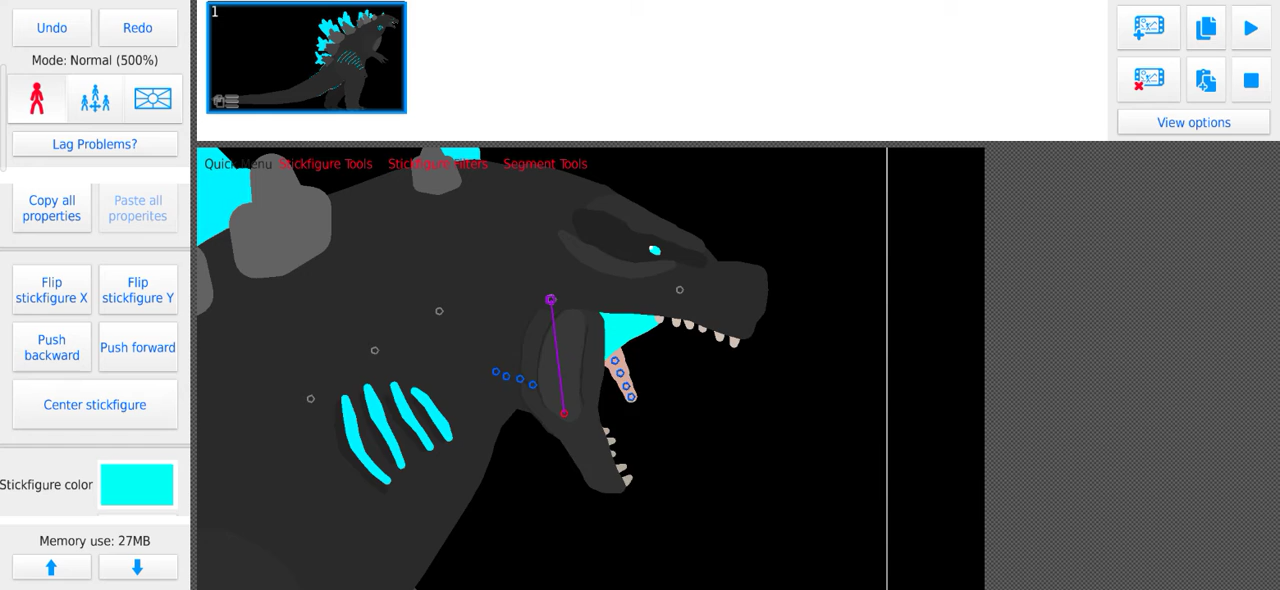 Undo
Redo
Mode: Normal (500%)
Lag Problems?
Copy all properties
Paste all properites
Flip stickfigure X
Flip stickfigure Y
Push backward
Push forward
Center stickfigure
Stickfigure color
Memory use: 27MB
1
View options
Quick Menu
Stickfigure Tools
Stickfigure Filters
Segment Tools